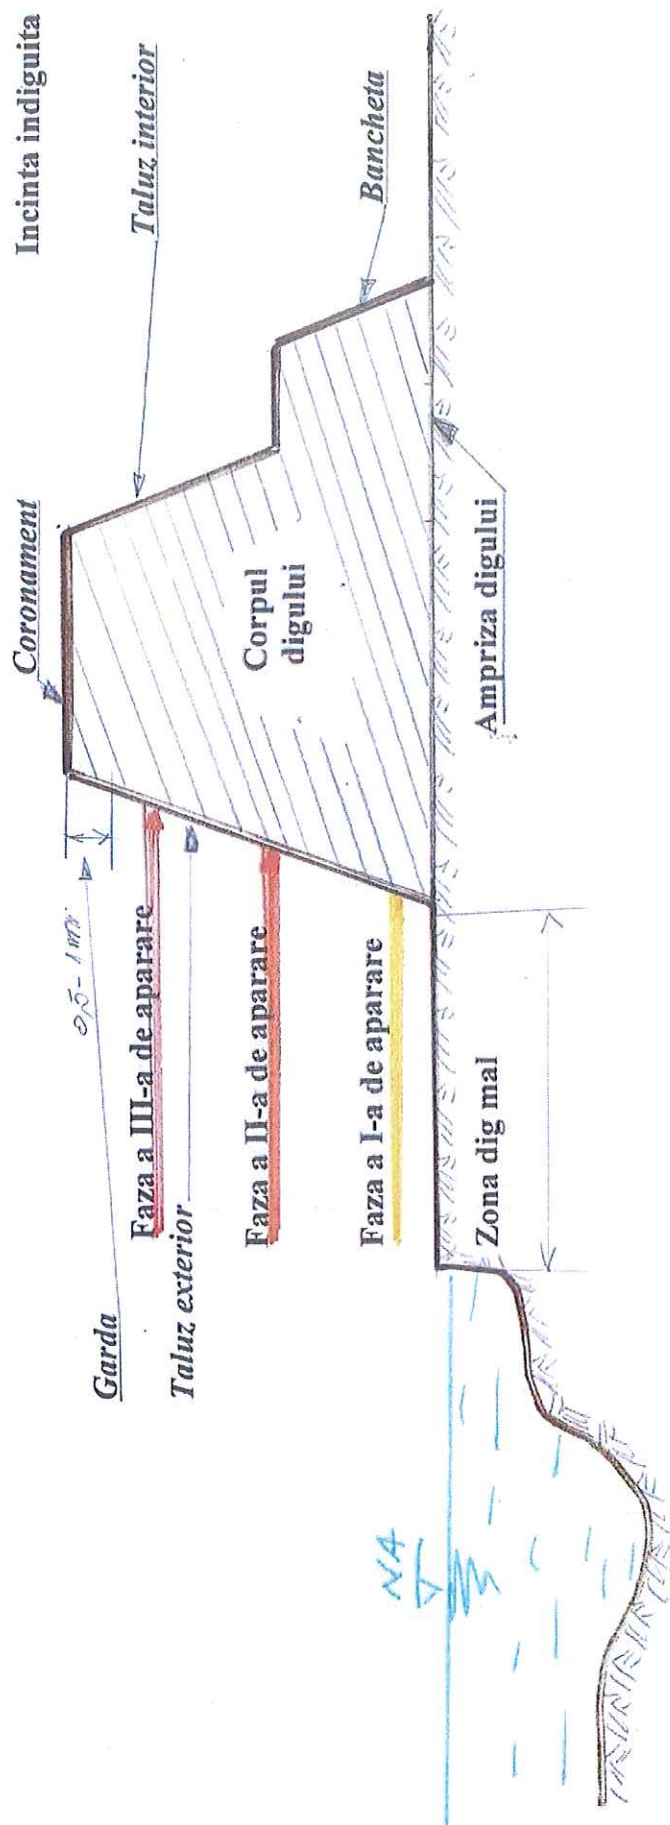 Incinta indiguita
Coronament
Taluz interior
Garda
0,5 - 1 m
Faza a III-a de aparare
Taluz exterior
Corpul
digului
Bancheta
Faza a II-a de aparare
Faza a I-a de aparare
NA
Zona dig mal
Ampriza digului